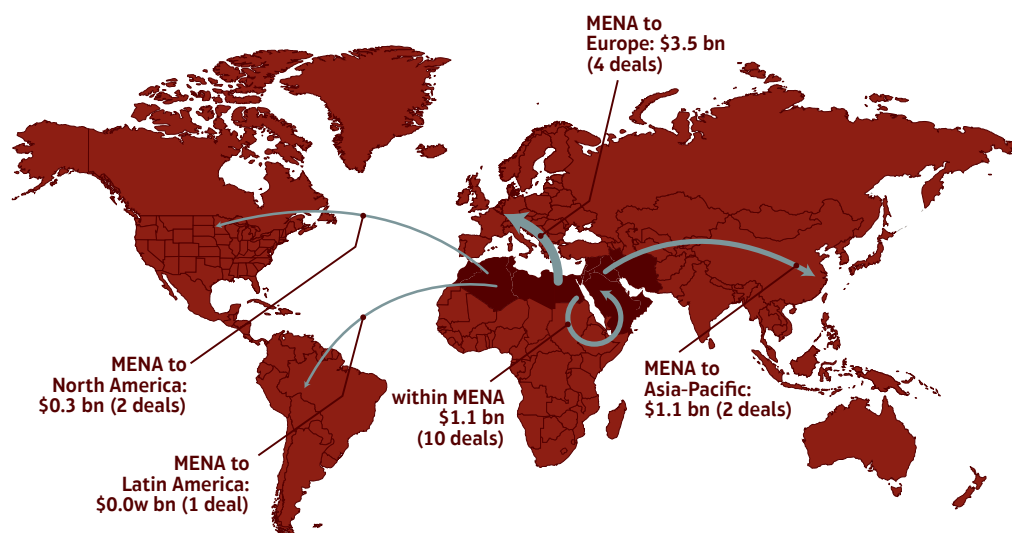 MENA to
Europe: $3.5 bn
(4 deals)
MENA to
North America:
$0.3 bn (2 deals)
within MENA
$1.1 bn
(10 deals)
MENA to
Asia-Pacific:
$1.1 bn (2 deals)
MENA to
Latin America:
$0.0w bn (1 deal)